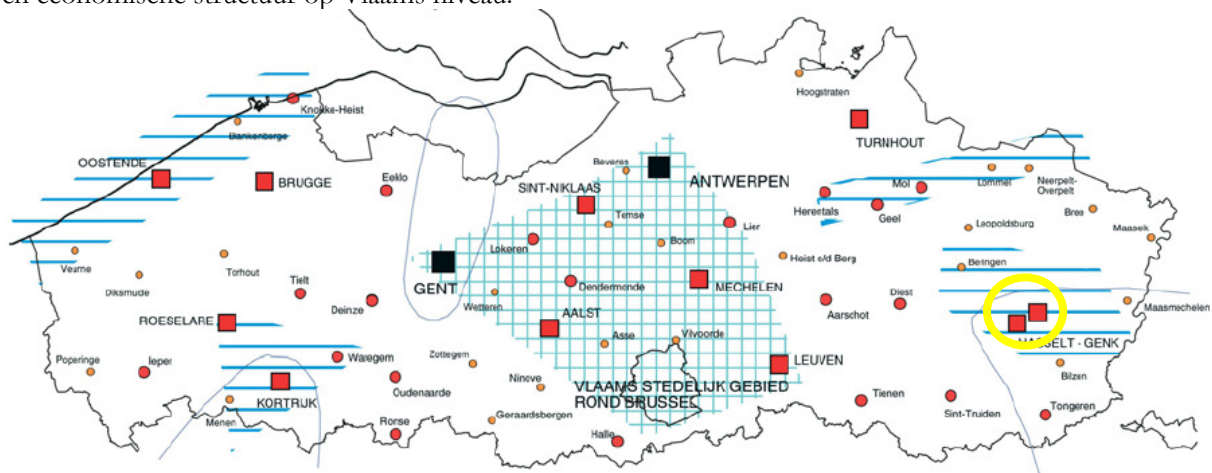 en economische structuur op Vlaams niveau.
Hoogstraten
Knokke-Heist
Blankenberge
TURNHOUT
OOSTENDE
BRUGGE
Eeklo
Beveren
SINT-NIKLAAS
ANTWERPEN
Mol
Lommel
Neerpelt-
Overpelt
Herentals
Geel
Bree
Temse
Lier
Leopoldsburg
Maaseik
Lokeren
Boom
Veurne
Torhout
Heist o/d Berg
Beringen
Diksmuide
Tielt
GENT
Wetteren
Dendermonde
MECHELEN
Deinze
Aarschot
Diest
Maasmechelen
ROESELARE
AALST
Asse
Vilvoorde
HASSELT - GENK
Poperinge
Ieper
Waregem
Zottegem
LEUVEN
Bilzen
Oudenaarde
Ninove
VLAAMS STEDELIJK GEBIED
ROND BRUSSEL
KORTRIJK
Tienen
Menen
Ronse
Geraardsbergen
Sint-Truiden
Tongeren
Halle